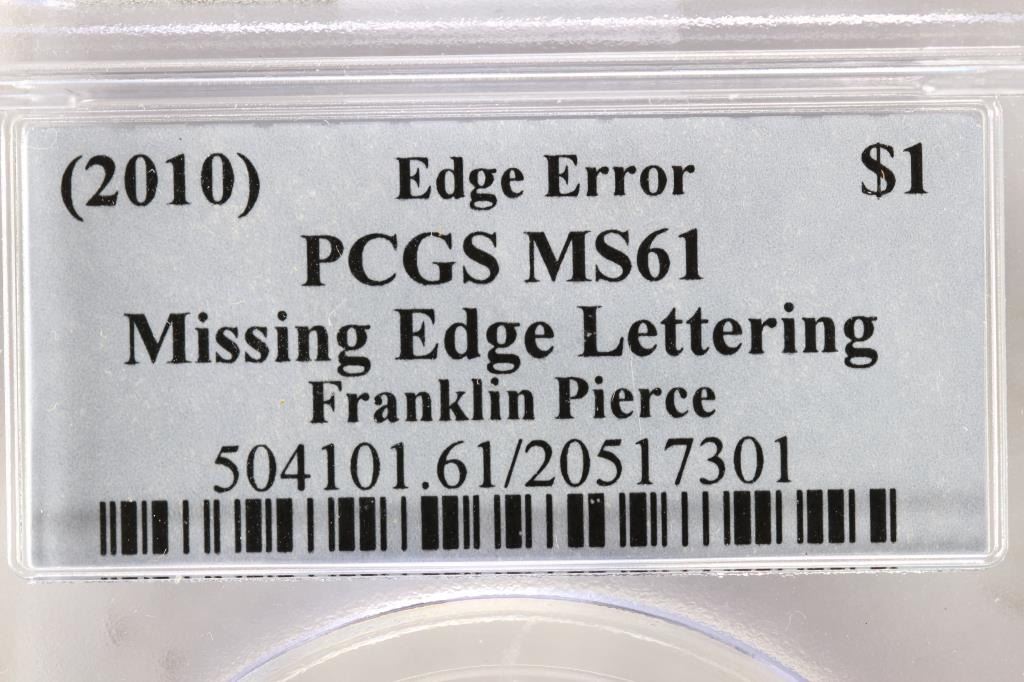 (2010) Edge Error $1
PCGS MS61
Missing Edge Lettering
Franklin Pierce
504101.61/20517301